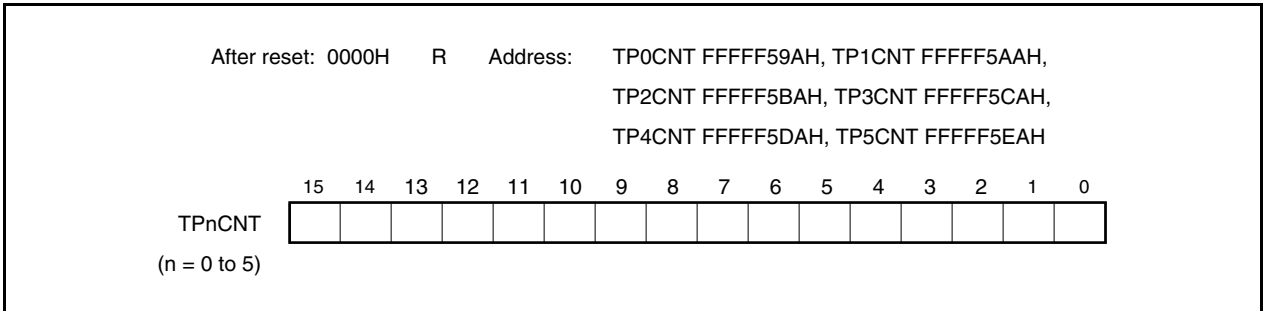 After reset: 0000H R Address: TP0CNT FFFFF59AH, TP1CNT FFFFF5AAH,
TP2CNT FFFFF5BAH, TP3CNT FFFFF5CAH,
TP4CNT FFFFF5DAH, TP5CNT FFFFF5EAH
15 14 13 12 11 10 9 8 7 6 5 4 3 2 1 0
TPnCNT
(n = 0 to 5)